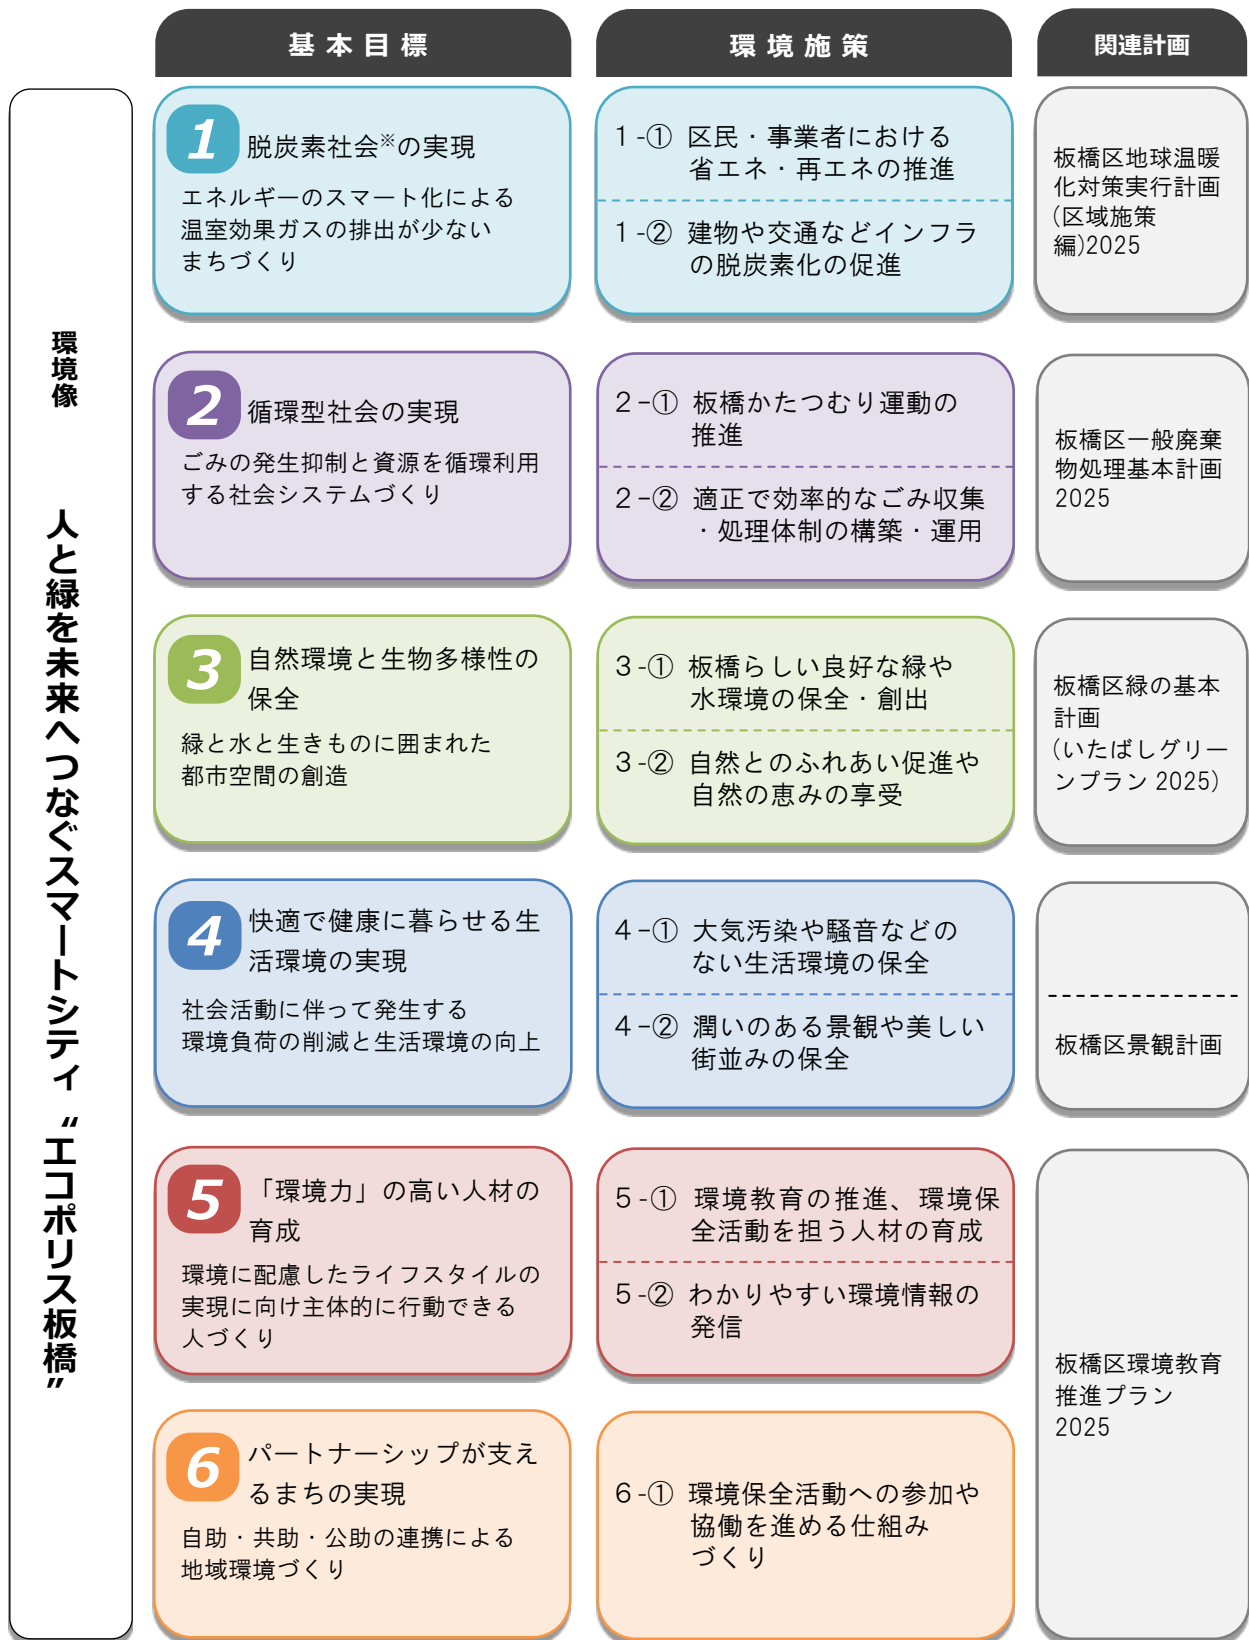 基本目標
環境施策
関連計画
環境像
人と緑を未来へつなぐスマートシティ“エコポリス板橋”
1 脱炭素社会※の実現
エネルギーのスマート化による
温室効果ガスの排出が少ない
まちづくり
1-① 区民・事業者における
省エネ・再エネの推進
1-② 建物や交通などインフラ
の脱炭素化の促進
板橋区地球温暖
化対策実行計画
(区域施策
編)2025
2 循環型社会の実現
ごみの発生抑制と資源を循環利用
する社会システムづくり
2-① 板橋かたつむり運動の
推進
2-② 適正で効率的なごみ収集
・処理体制の構築・運用
板橋区一般廃棄
物処理基本計画
2025
3 自然環境と生物多様性の
保全
緑と水と生きものに囲まれた
都市空間の創造
3-① 板橋らしい良好な緑や
水環境の保全・創出
3-② 自然とのふれあい促進や
自然の恵みの享受
板橋区緑の基本
計画
(いたばしグリー
ンプラン 2025)
4 快適で健康に暮らせる生
活環境の実現
社会活動に伴って発生する
環境負荷の削減と生活環境の向上
4-① 大気汚染や騒音などの
ない生活環境の保全
4-② 潤いのある景観や美しい
街並みの保全
板橋区景観計画
5 「環境力」の高い人材の
育成
環境に配慮したライフスタイルの
実現に向け主体的に行動できる
人づくり
5-① 環境教育の推進、環境保
全活動を担う人材の育成
5-② わかりやすい環境情報の
発信
板橋区環境教育
推進プラン
2025
6 パートナーシップが支え
るまちの実現
自助・共助・公助の連携による
地域環境づくり
6-① 環境保全活動への参加や
協働を進める仕組み
づくり